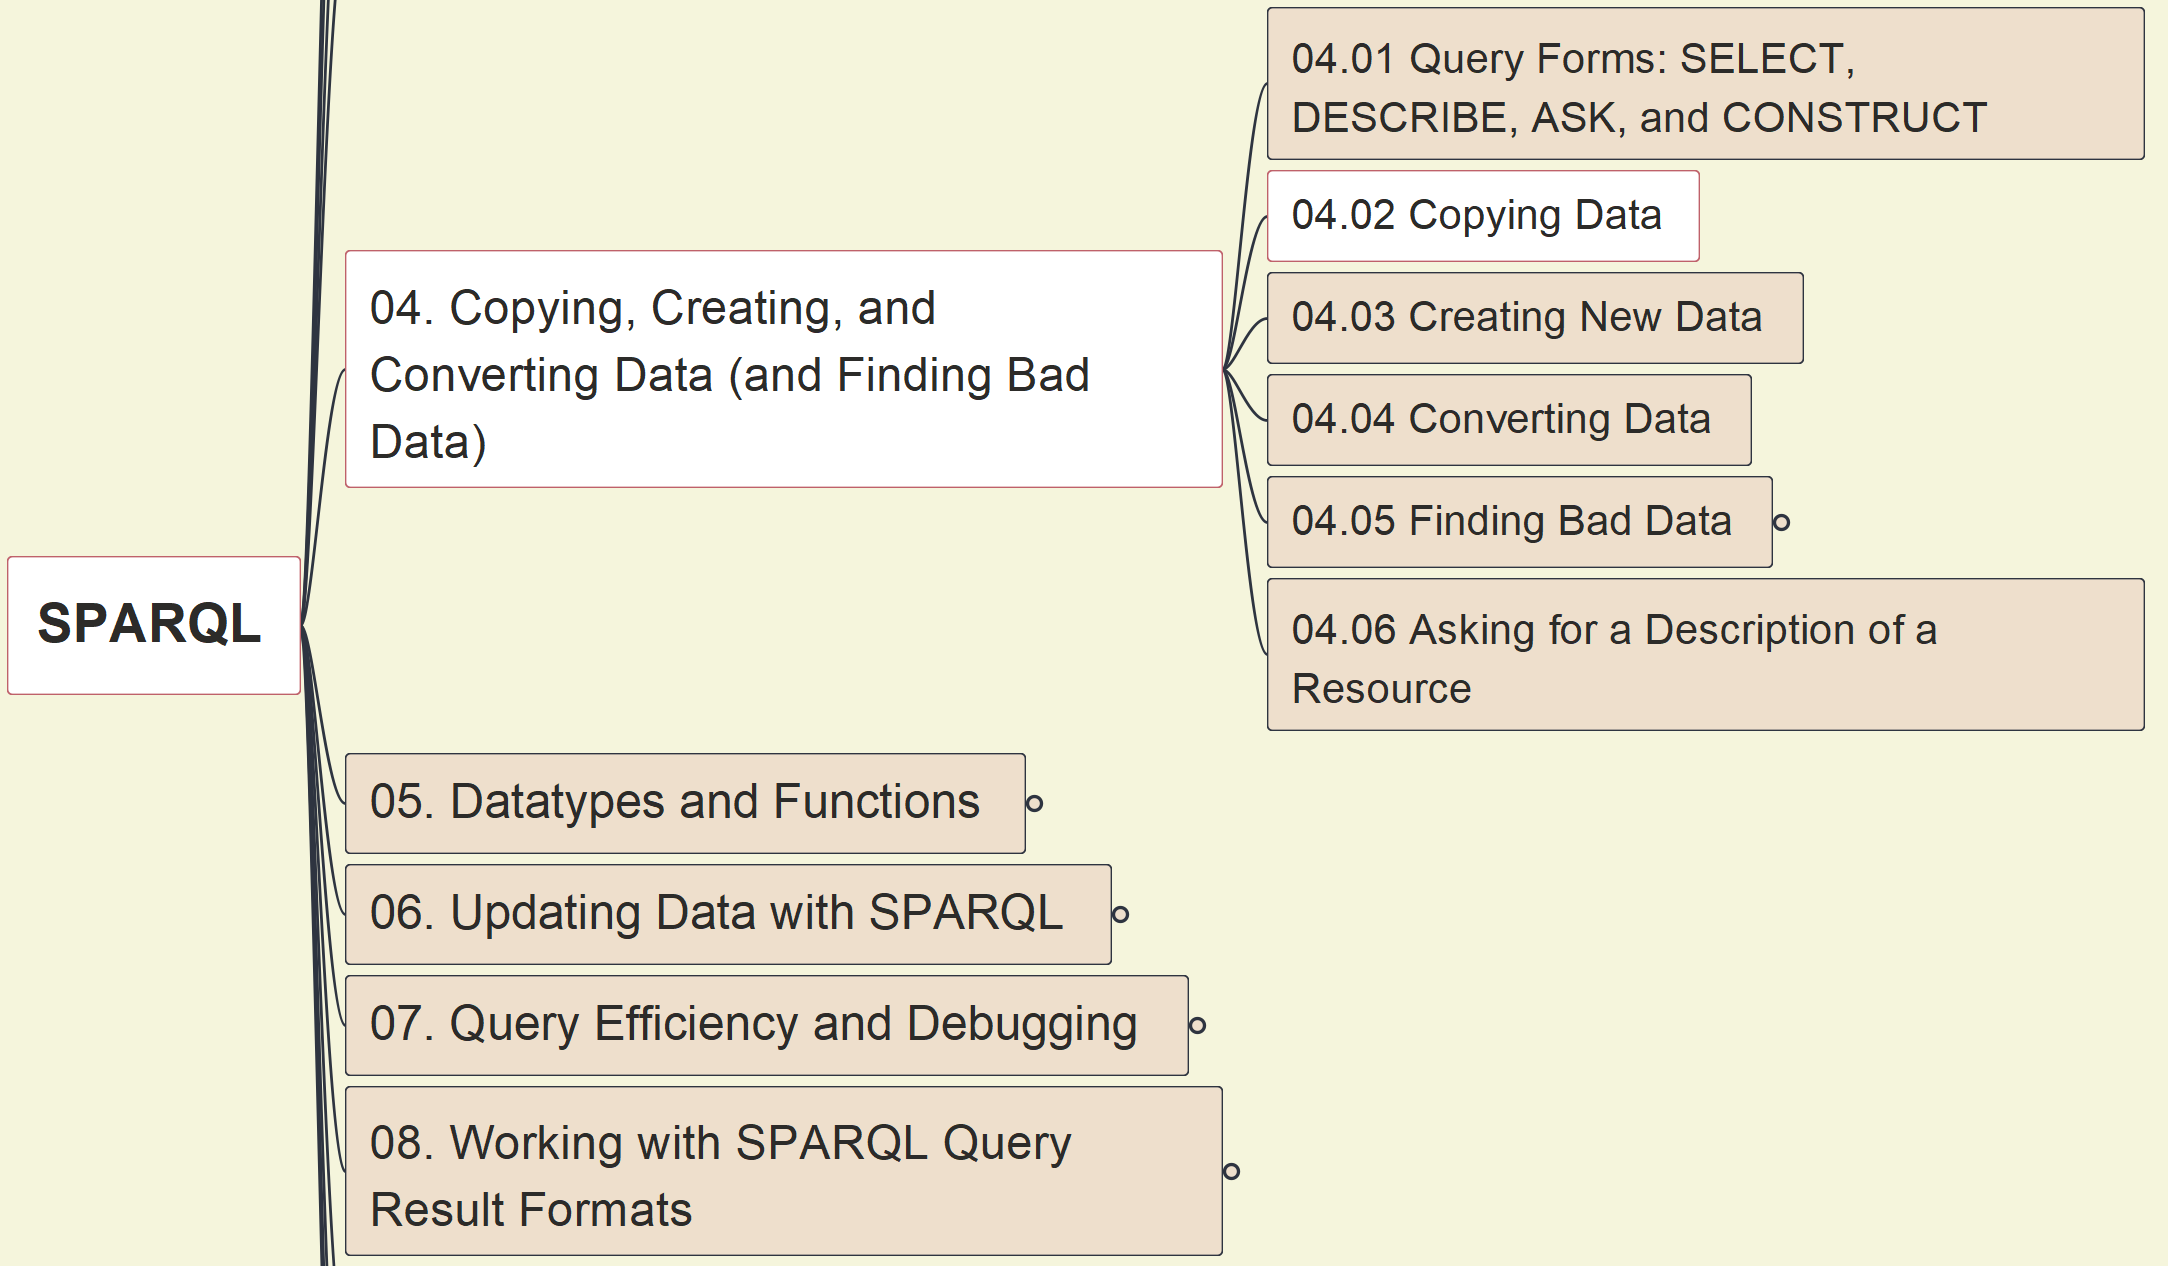 SPARQL
04. Copying, Creating, and
Converting Data (and Finding Bad
Data)
04.01 Query Forms: SELECT,
DESCRIBE, ASK, and CONSTRUCT
04.02 Copying Data
04.03 Creating New Data
04.04 Converting Data
04.05 Finding Bad Data
04.06 Asking for a Description of a
Resource
05. Datatypes and Functions
06. Updating Data with SPARQL
07. Query Efficiency and Debugging
08. Working with SPARQL Query
Result Formats